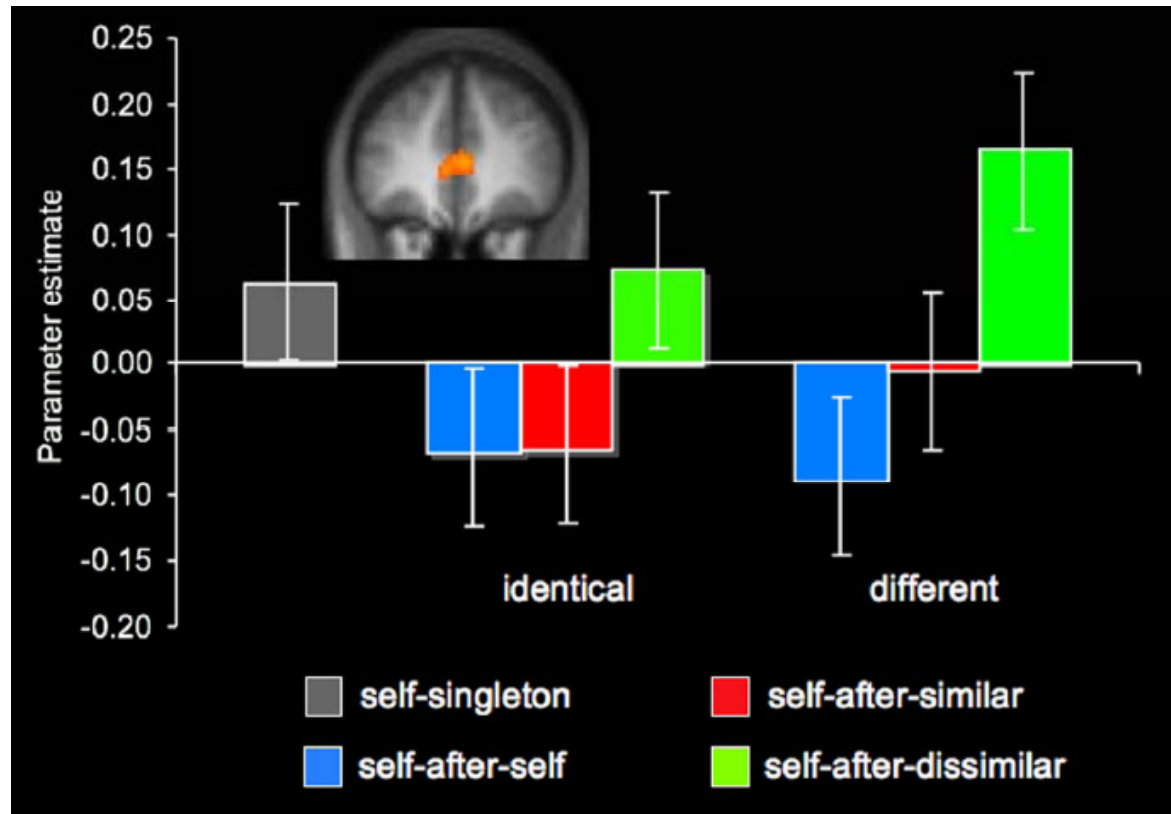 0.25
0.20
0.15
0.10
0.05
0.00
-0.05
-0.10
-0.15
-0.20
Parameter estimate
identical different
self-singleton self-after-similar
self-after-self self-after-dissimilar